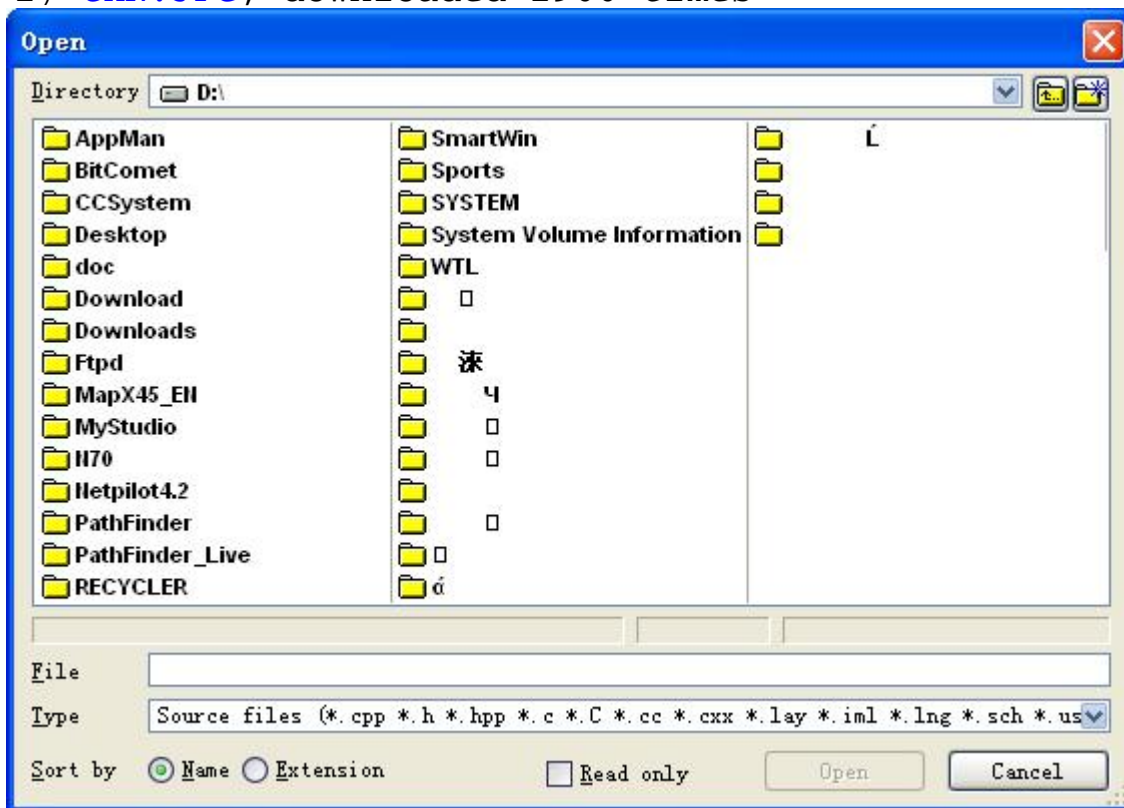 Open
Directory D:\
AppMan
BitComet
CCSystem
Desktop
doc
Download
Downloads
Ftpd
MapX45_EN
MyStudio
N70
Netpilot4.2
PathFinder
PathFinder_Live
RECYCLER
SmartWin
Sports
SYSTEM
System Volume Information
WTL
涑
Ч
ά
Ĺ
File
Type Source files (*.cpp *.h *.hpp *.c *.C *.cc *.cxx *.lay *.iml *.lng *.sch *.us
Sort by Name Extension Read only Open Cancel